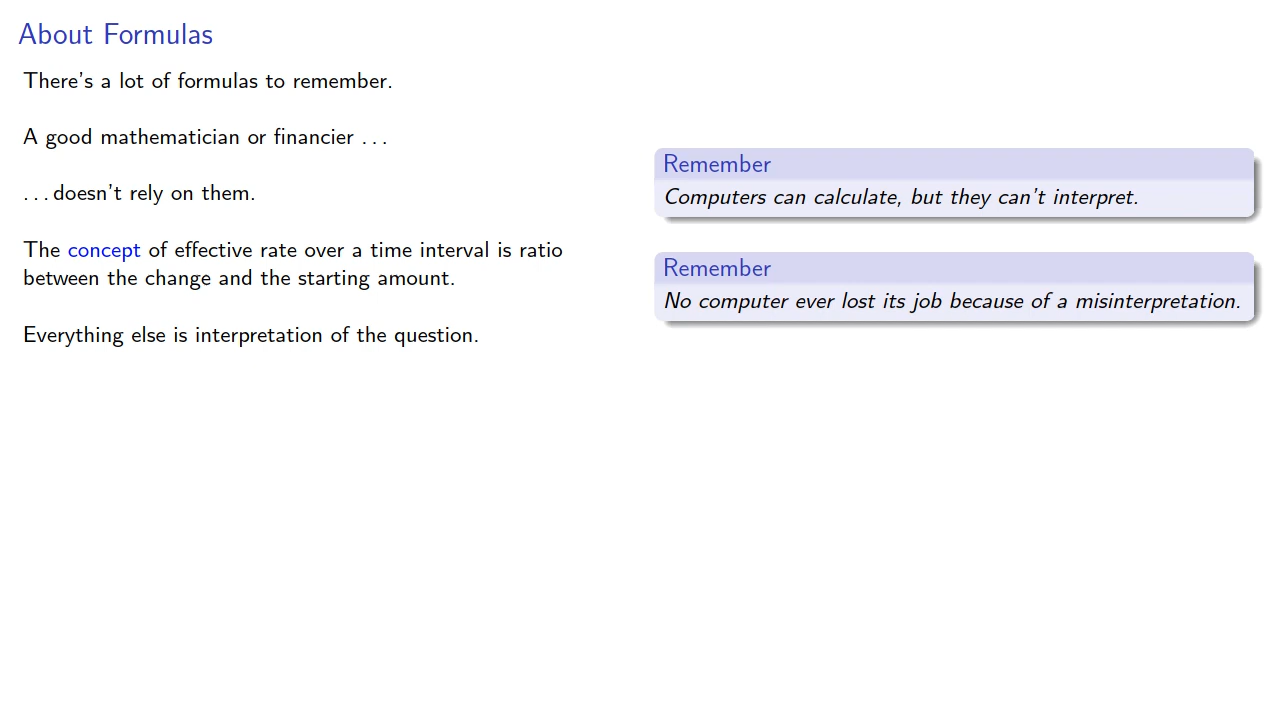 About Formulas
There's a lot of formulas to remember.
A good mathematician or financier ...
...doesn't rely on them.
The concept of effective rate over a time interval is ratio
between the change and the starting amount.
Everything else is interpretation of the question.
Remember
Computers can calculate, but they can't interpret.
Remember
No computer ever lost its job because of a misinterpretation.